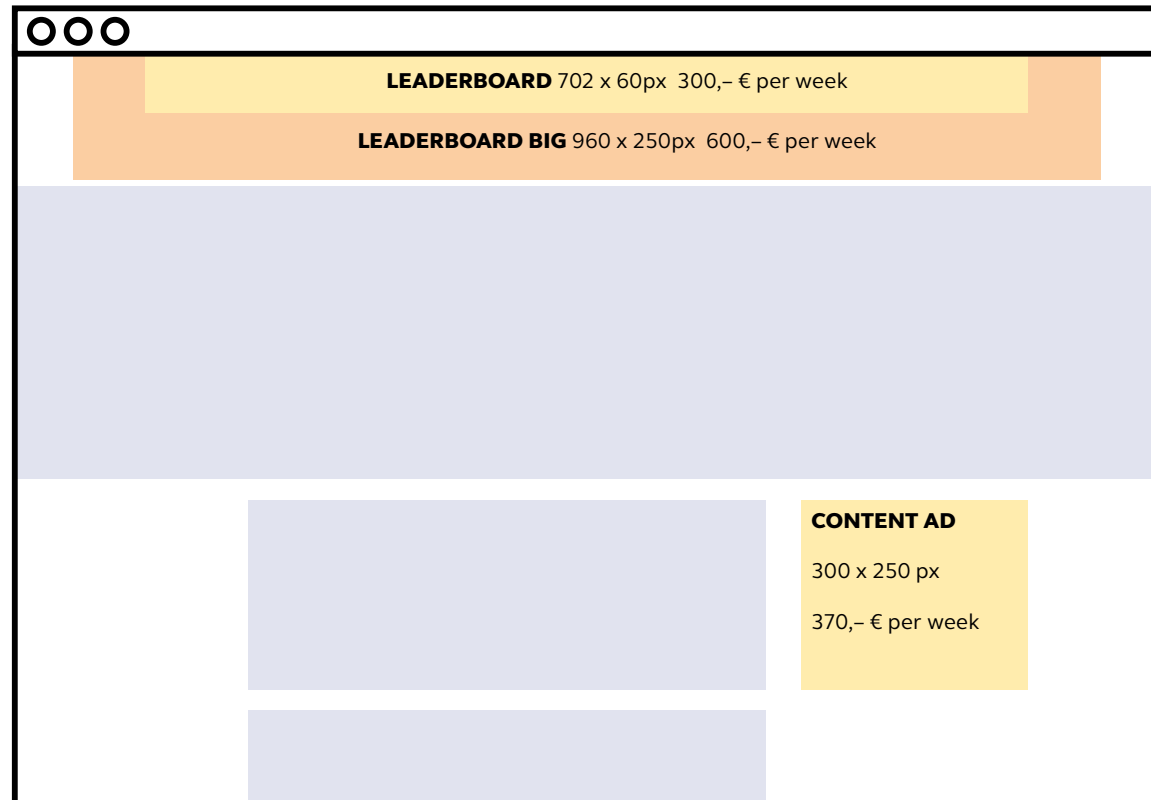 LEADERBOARD 702 x 60px 300,– € per week
LEADERBOARD BIG 960 x 250px 600,– € per week
CONTENT AD
300 x 250 px
370,– € per week